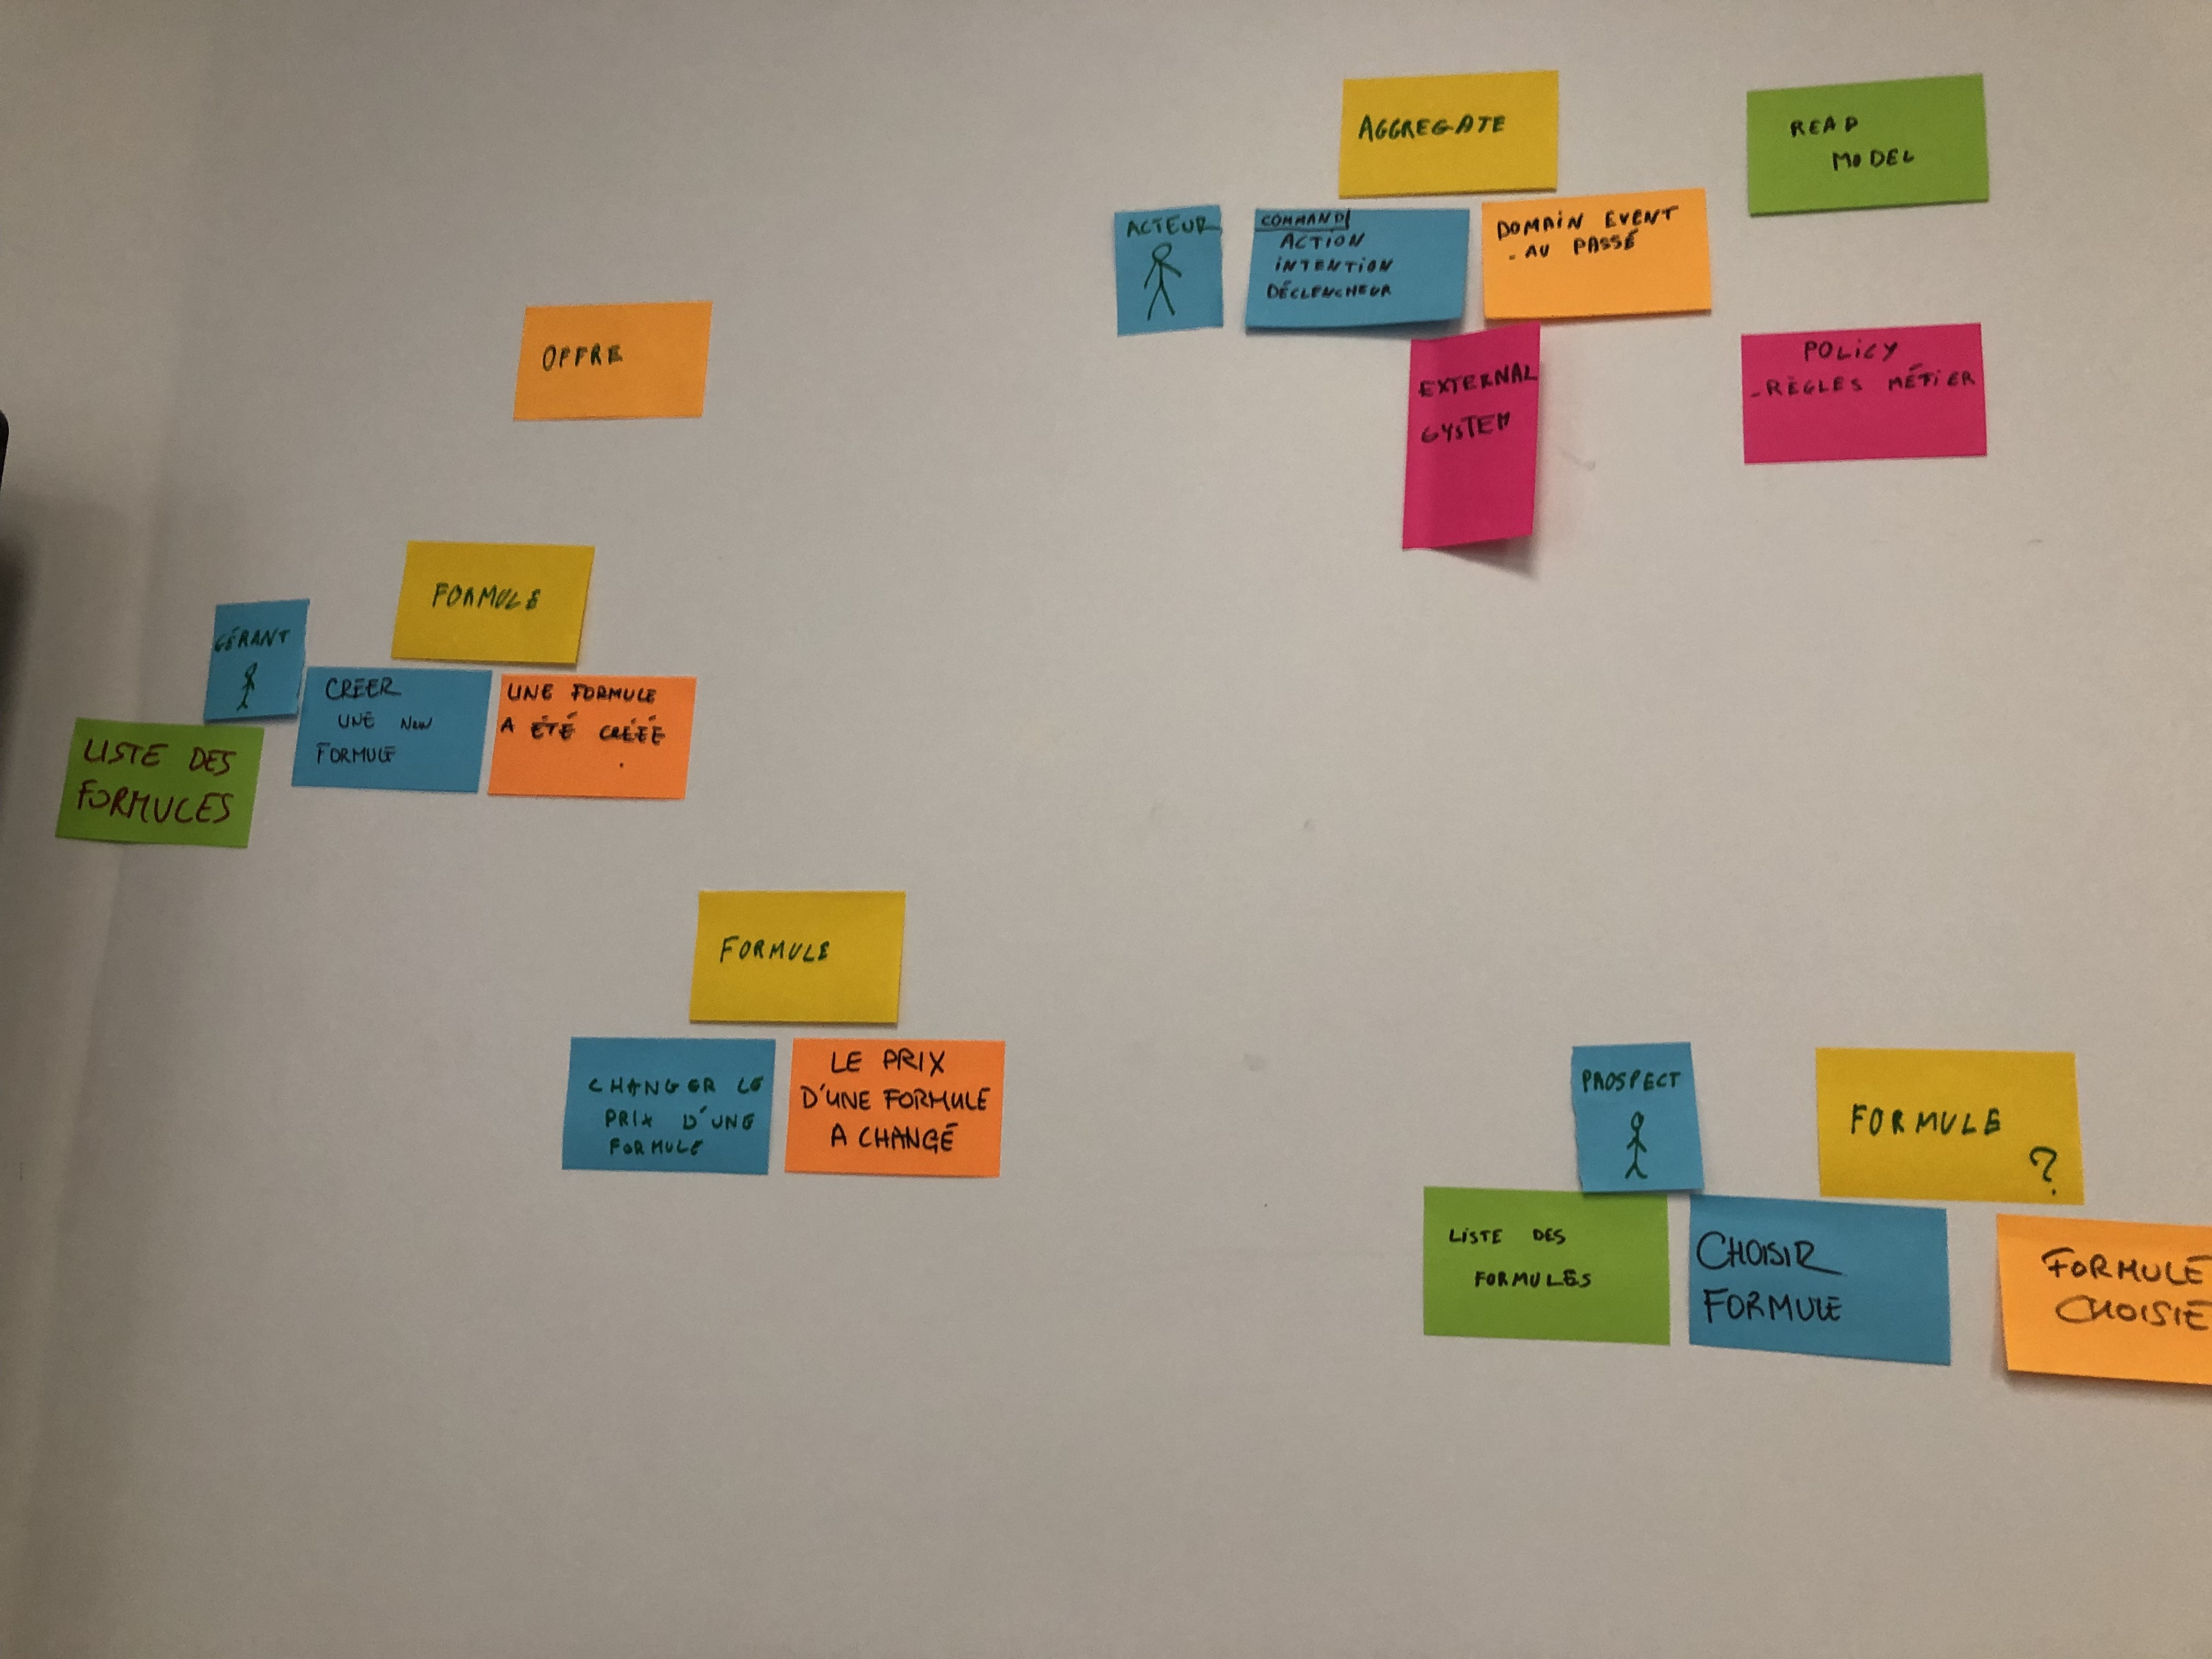 AGGREGATE
READ
MODEL
ACTEUR
COMMAND
ACTION
INTENTION
DÉCLENCHEUR
DOMAIN EVENT
- AU PASSÉ
EXTERNAL
SYSTEM
POLICY
- RÈGLES MÉTIER
OFFRE
FORMULE
GÉRANT
CRÉER
UNE NEW
FORMULE
UNE FORMULE
A ÉTÉ CRÉÉE
.
LISTE DES
FORMULES
FORMULE
CHANGER LE
PRIX D'UNE
FORMULE
LE PRIX
D'UNE FORMULE
A CHANGÉ
PROSPECT
FORMULE
?
LISTE DES
FORMULES
CHOISIR
FORMULE
FORMULE
CHOISIE